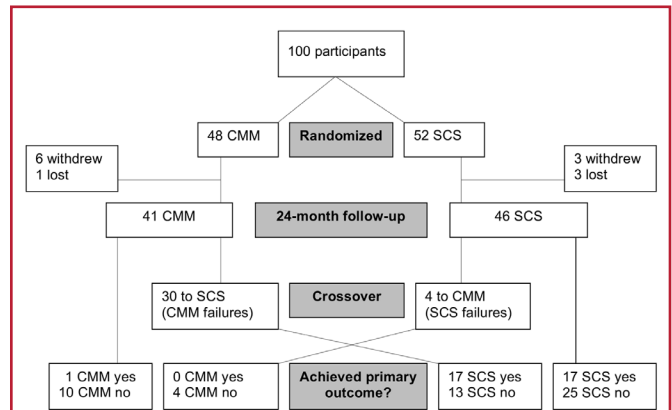 100 participants
48 CMM
Randomized
52 SCS
6 withdrew
1 lost
3 withdrew
3 lost
41 CMM
24-month follow-up
46 SCS
30 to SCS
(CMM failures)
Crossover
4 to CMM
(SCS failures)
1 CMM yes
10 CMM no
0 CMM yes
4 CMM no
Achieved primary
outcome?
17 SCS yes
13 SCS no
17 SCS yes
25 SCS no